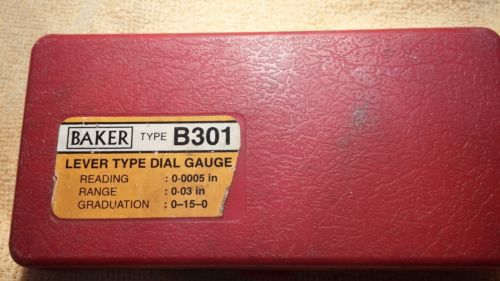 BAKER TYPE B301
LEVER TYPE DIAL GAUGE
READING : 0·0005 in
RANGE : 0·03 in
GRADUATION : 0–15–0